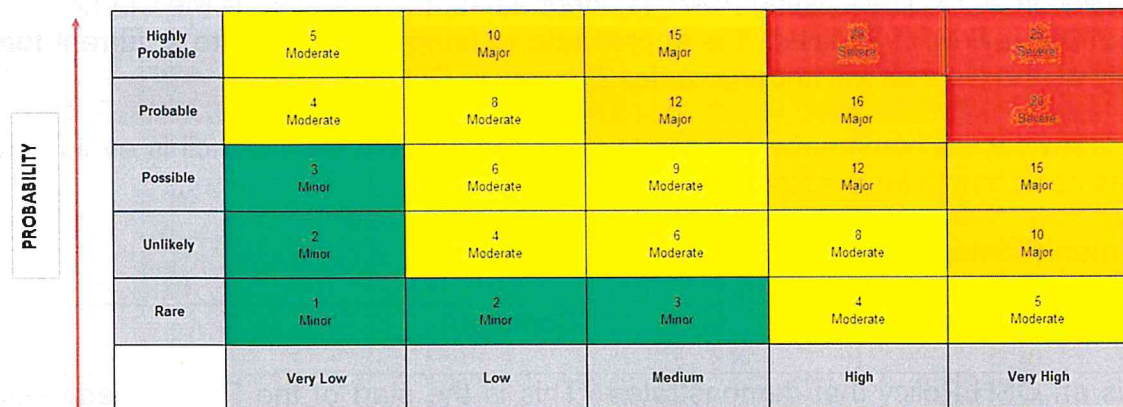 Highly
Probable
5
Moderate
10
Major
15
Major
20
Severe
25
Severe
Probable
4
Moderate
8
Moderate
12
Major
16
Major
20
Severe
PROBABILITY
Possible
3
Minor
6
Moderate
9
Moderate
12
Major
15
Major
Unlikely
2
Minor
4
Moderate
6
Moderate
8
Moderate
10
Major
Rare
1
Minor
2
Minor
3
Minor
4
Moderate
5
Moderate
Very Low
Low
Medium
High
Very High